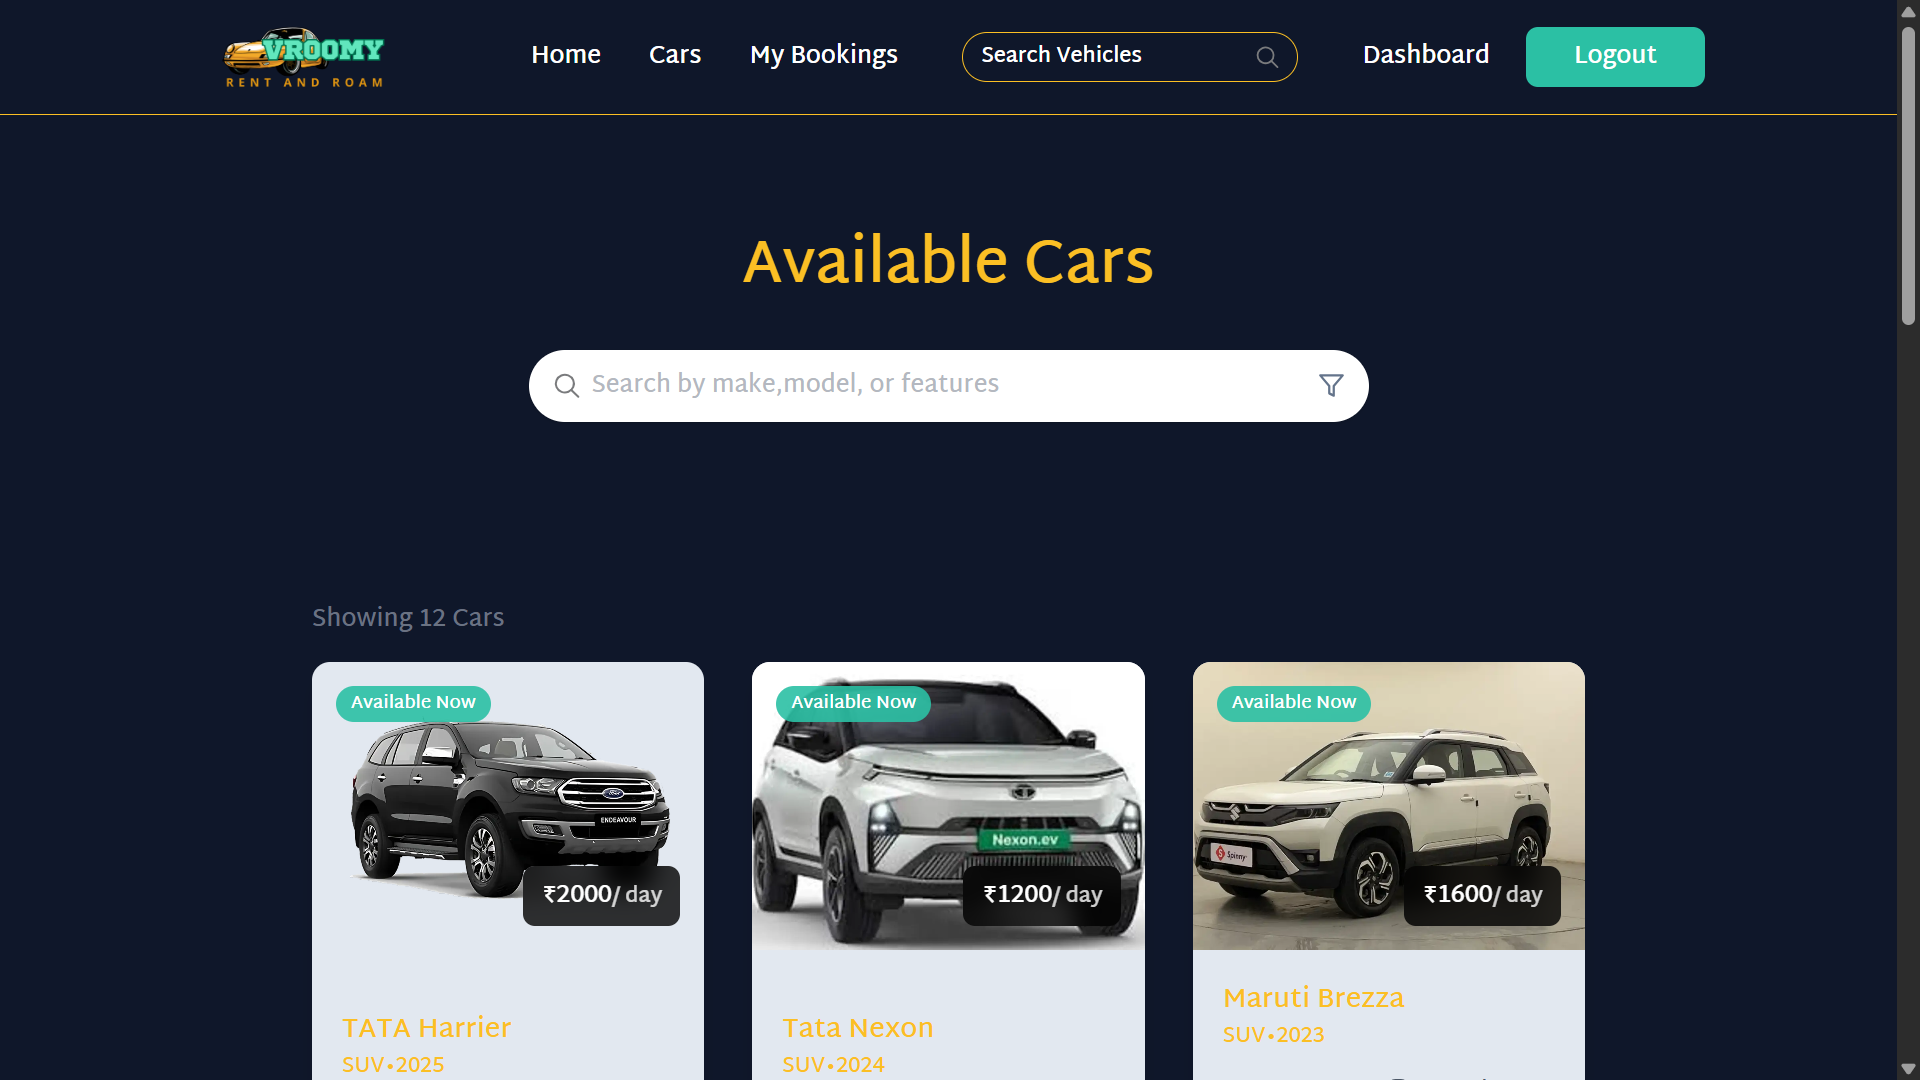 VROOMY
RENT AND ROAM
Home
Cars
My Bookings
Search Vehicles
Dashboard
Logout
Available Cars
Search by make,model, or features
Showing 12 Cars
Available Now
ENDEAVOUR
₹2000/ day
TATA Harrier
SUV•2025
Available Now
Nexon.ev
₹1200/ day
Tata Nexon
SUV•2024
Available Now
Spinny
₹1600/ day
Maruti Brezza
SUV•2023